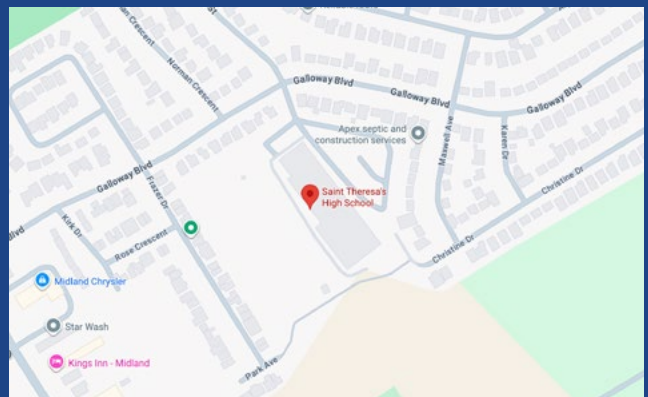 Norman Crescent
Galloway Blvd
Galloway Blvd
Galloway Blvd
Apex septic and
construction services
Maxwell Ave
Karen Dr
Christine Dr
Galloway Blvd
Frazer Dr
Saint Theresa's
High School
Kirk Dr
Rose Crescent
Christine Dr
Midland Chrysler
Star Wash
Kings Inn - Midland
Park Ave